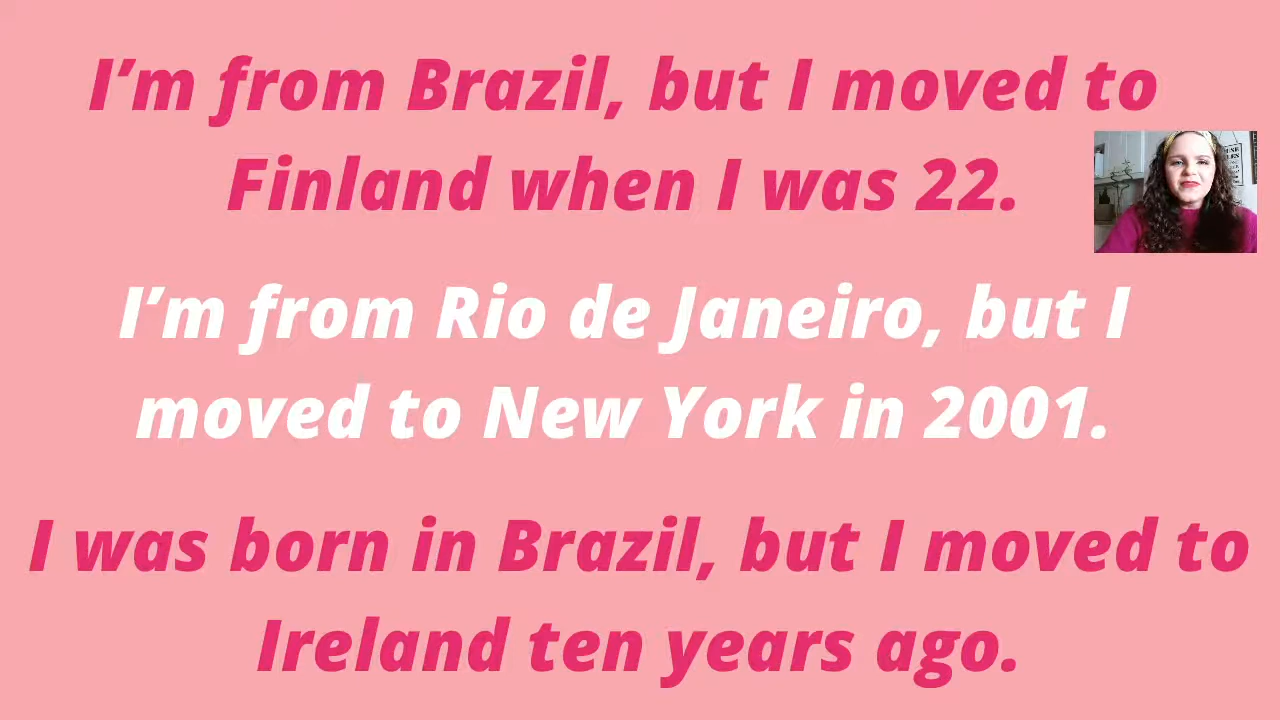 I’m from Brazil, but I moved to
Finland when I was 22.
I’m from Rio de Janeiro, but I
moved to New York in 2001.
I was born in Brazil, but I moved to
Ireland ten years ago.